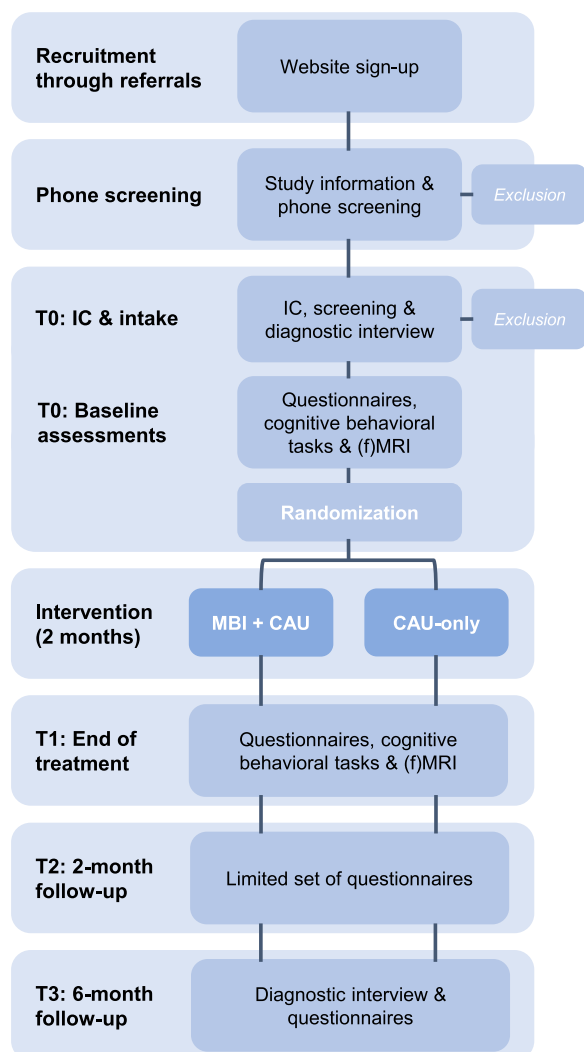 Recruitment
through referrals
Website sign-up
Phone screening
Study information &
phone screening
Exclusion
T0: IC & intake
IC, screening &
diagnostic interview
Exclusion
T0: Baseline
assessments
Questionnaires,
cognitive behavioral
tasks & (f)MRI
Randomization
Intervention
(2 months)
MBI + CAU
CAU-only
T1: End of
treatment
Questionnaires, cognitive
behavioral tasks & (f)MRI
T2: 2-month
follow-up
Limited set of questionnaires
T3: 6-month
follow-up
Diagnostic interview &
questionnaires